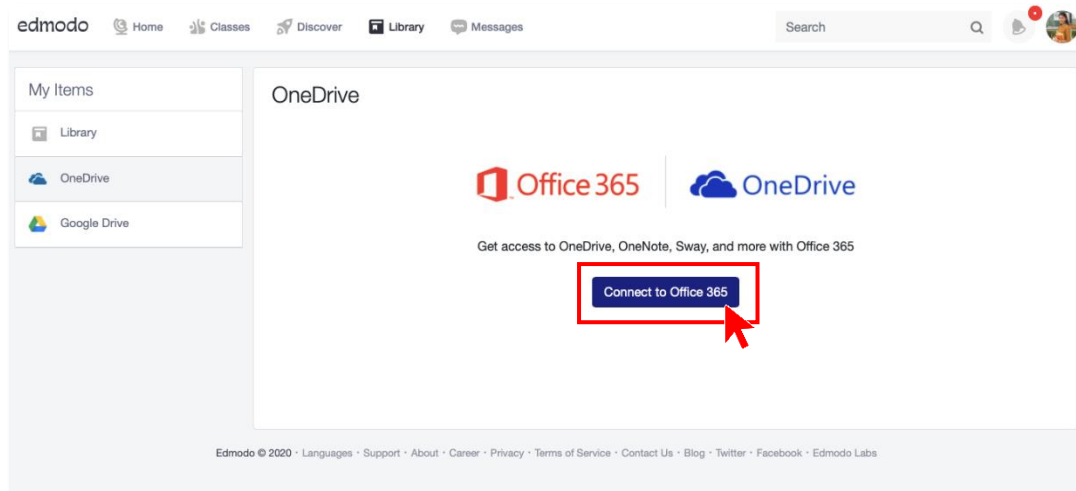 edmodo Home Classes Discover Library Messages Search
My Items
Library
OneDrive
Google Drive
OneDrive
Office 365 OneDrive
Get access to OneDrive, OneNote, Sway, and more with Office 365
Connect to Office 365
Edmodo © 2020 · Languages · Support · About · Career · Privacy · Terms of Service · Contact Us · Blog · Twitter · Facebook · Edmodo Labs